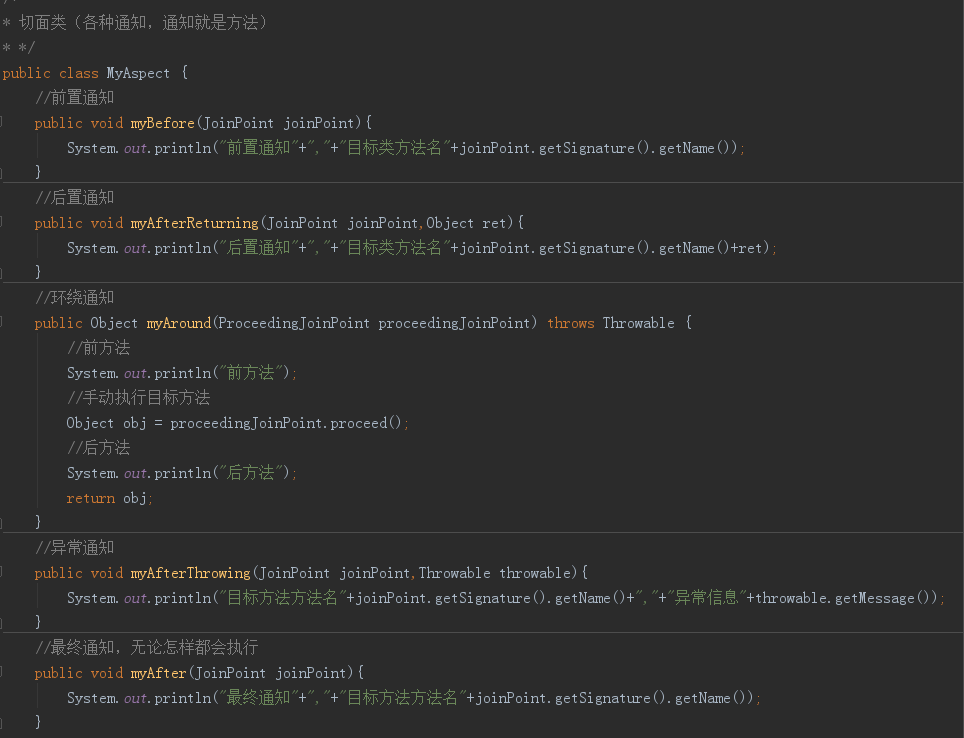 /*
* 切面类（各种通知，通知就是方法）
* */
public class MyAspect {
    //前置通知
    public void myBefore(JoinPoint joinPoint){
        System.out.println("前置通知"+","+"目标类方法名"+joinPoint.getSignature().getName());
    }
    //后置通知
    public void myAfterReturning(JoinPoint joinPoint,Object ret){
        System.out.println("后置通知"+","+"目标类方法名"+joinPoint.getSignature().getName()+ret);
    }
    //环绕通知
    public Object myAround(ProceedingJoinPoint proceedingJoinPoint) throws Throwable {
        //前方法
        System.out.println("前方法");
        //手动执行目标方法
        Object obj = proceedingJoinPoint.proceed();
        //后方法
        System.out.println("后方法");
        return obj;
    }
    //异常通知
    public void myAfterThrowing(JoinPoint joinPoint,Throwable throwable){
        System.out.println("目标方法方法名"+joinPoint.getSignature().getName()+","+"异常信息"+throwable.getMessage());
    }
    //最终通知，无论怎样都会执行
    public void myAfter(JoinPoint joinPoint){
        System.out.println("最终通知"+","+"目标方法方法名"+joinPoint.getSignature().getName());
    }